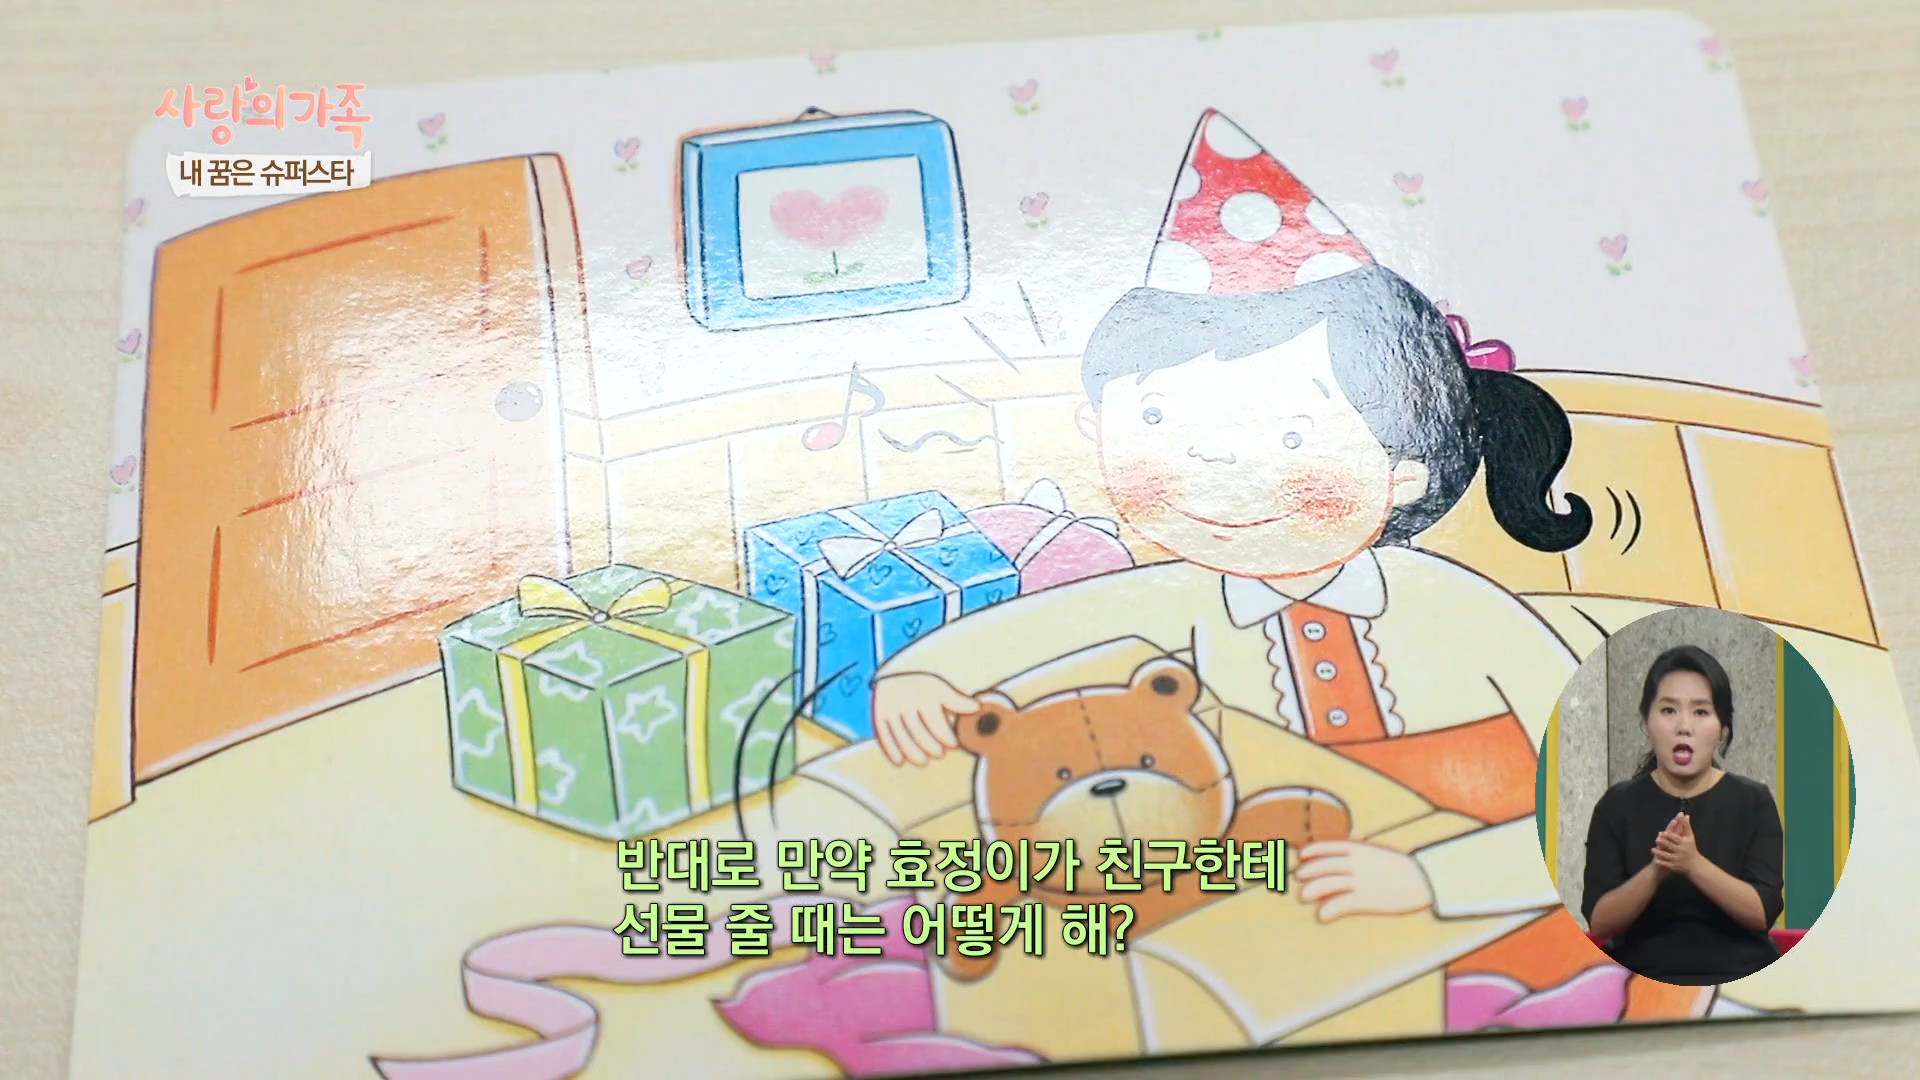 사랑의 가족
내 꿈은 슈퍼스타
반대로 만약 효정이가 친구한테
선물 줄 때는 어떻게 해?